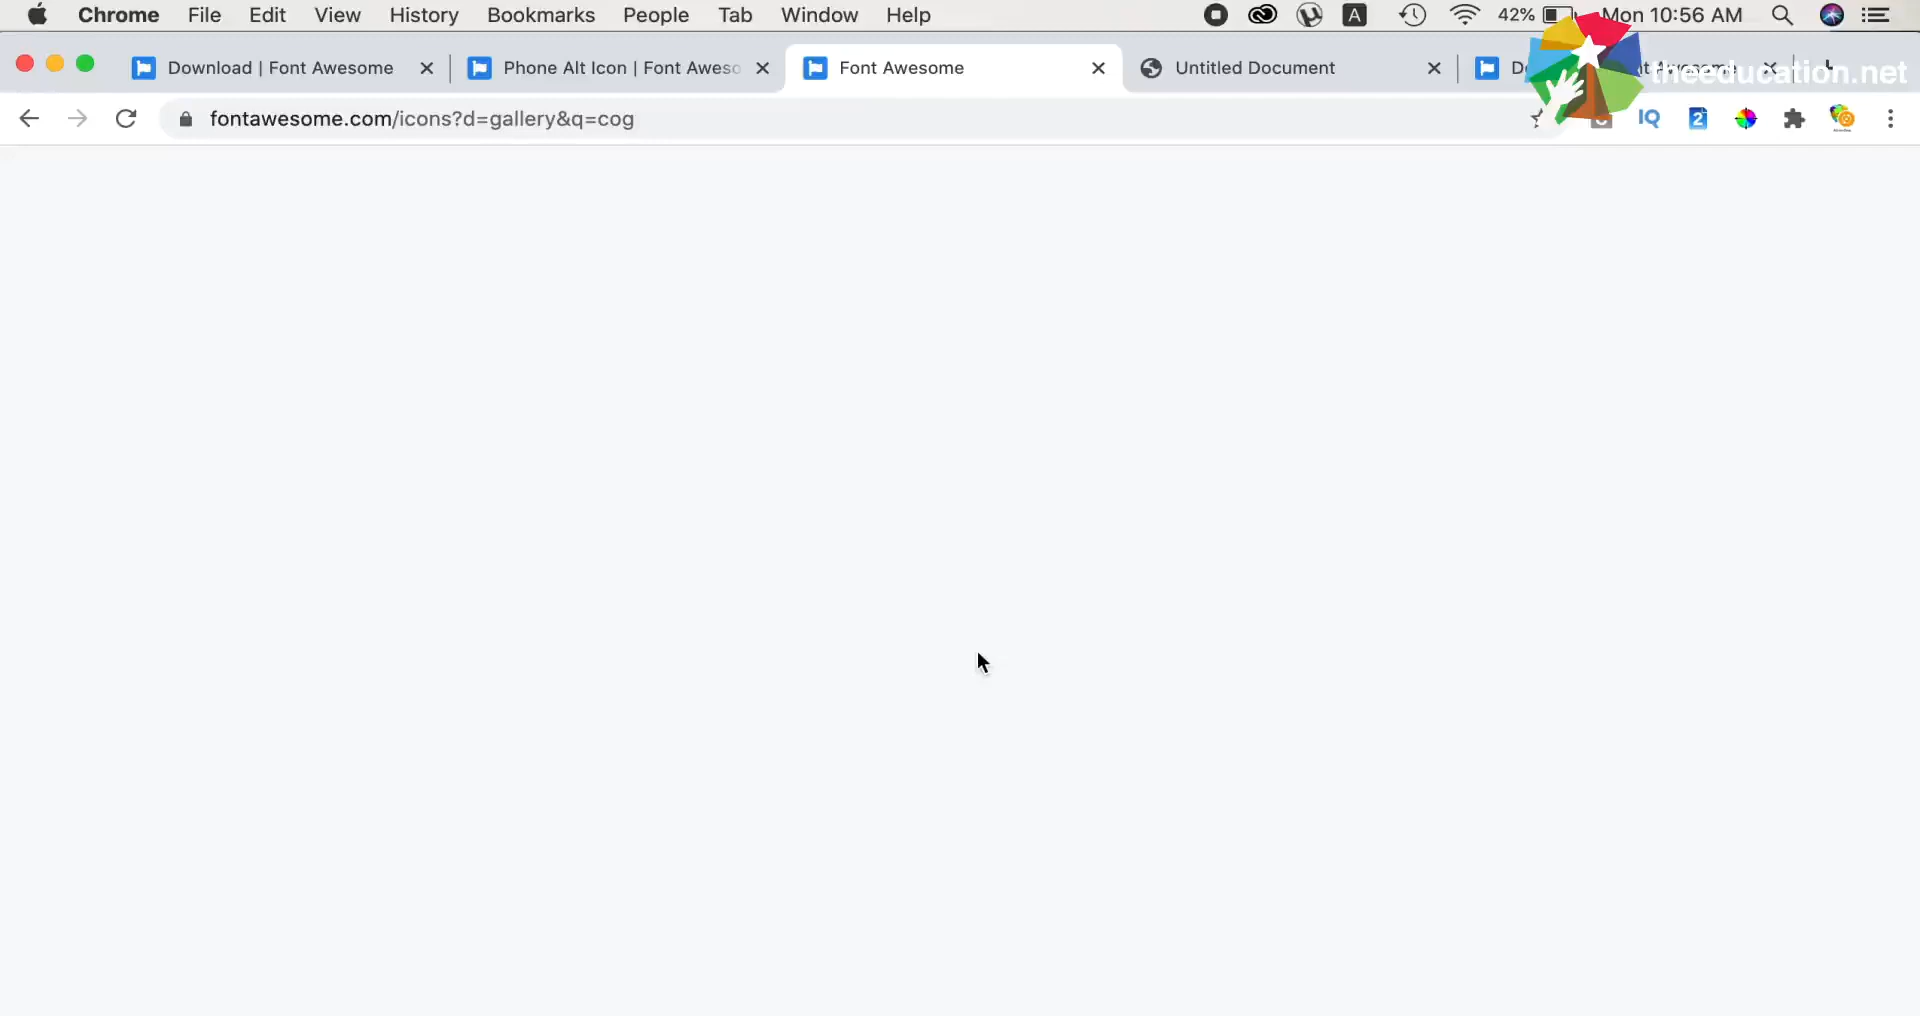 Chrome File Edit View History Bookmarks People Tab Window Help A 42% Mon 10:56 AM
Download | Font Awesome Phone Alt Icon | Font Aweso Font Awesome Untitled Document
theeducation.net
fontawesome.com/icons?d=gallery&q=cog IQ 2